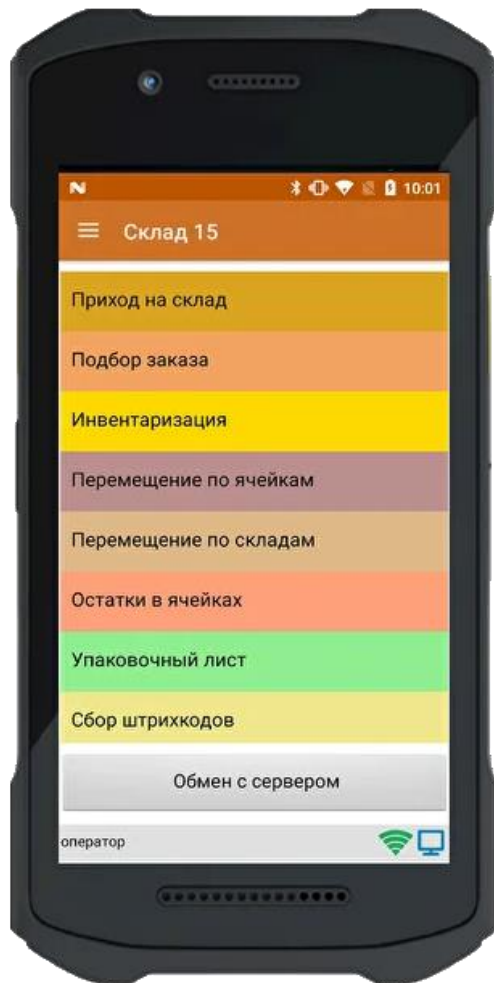 10:01
Склад 15
Приход на склад
Подбор заказа
Инвентаризация
Перемещение по ячейкам
Перемещение по складам
Остатки в ячейках
Упаковочный лист
Сбор штрихкодов
Обмен с сервером
оператор